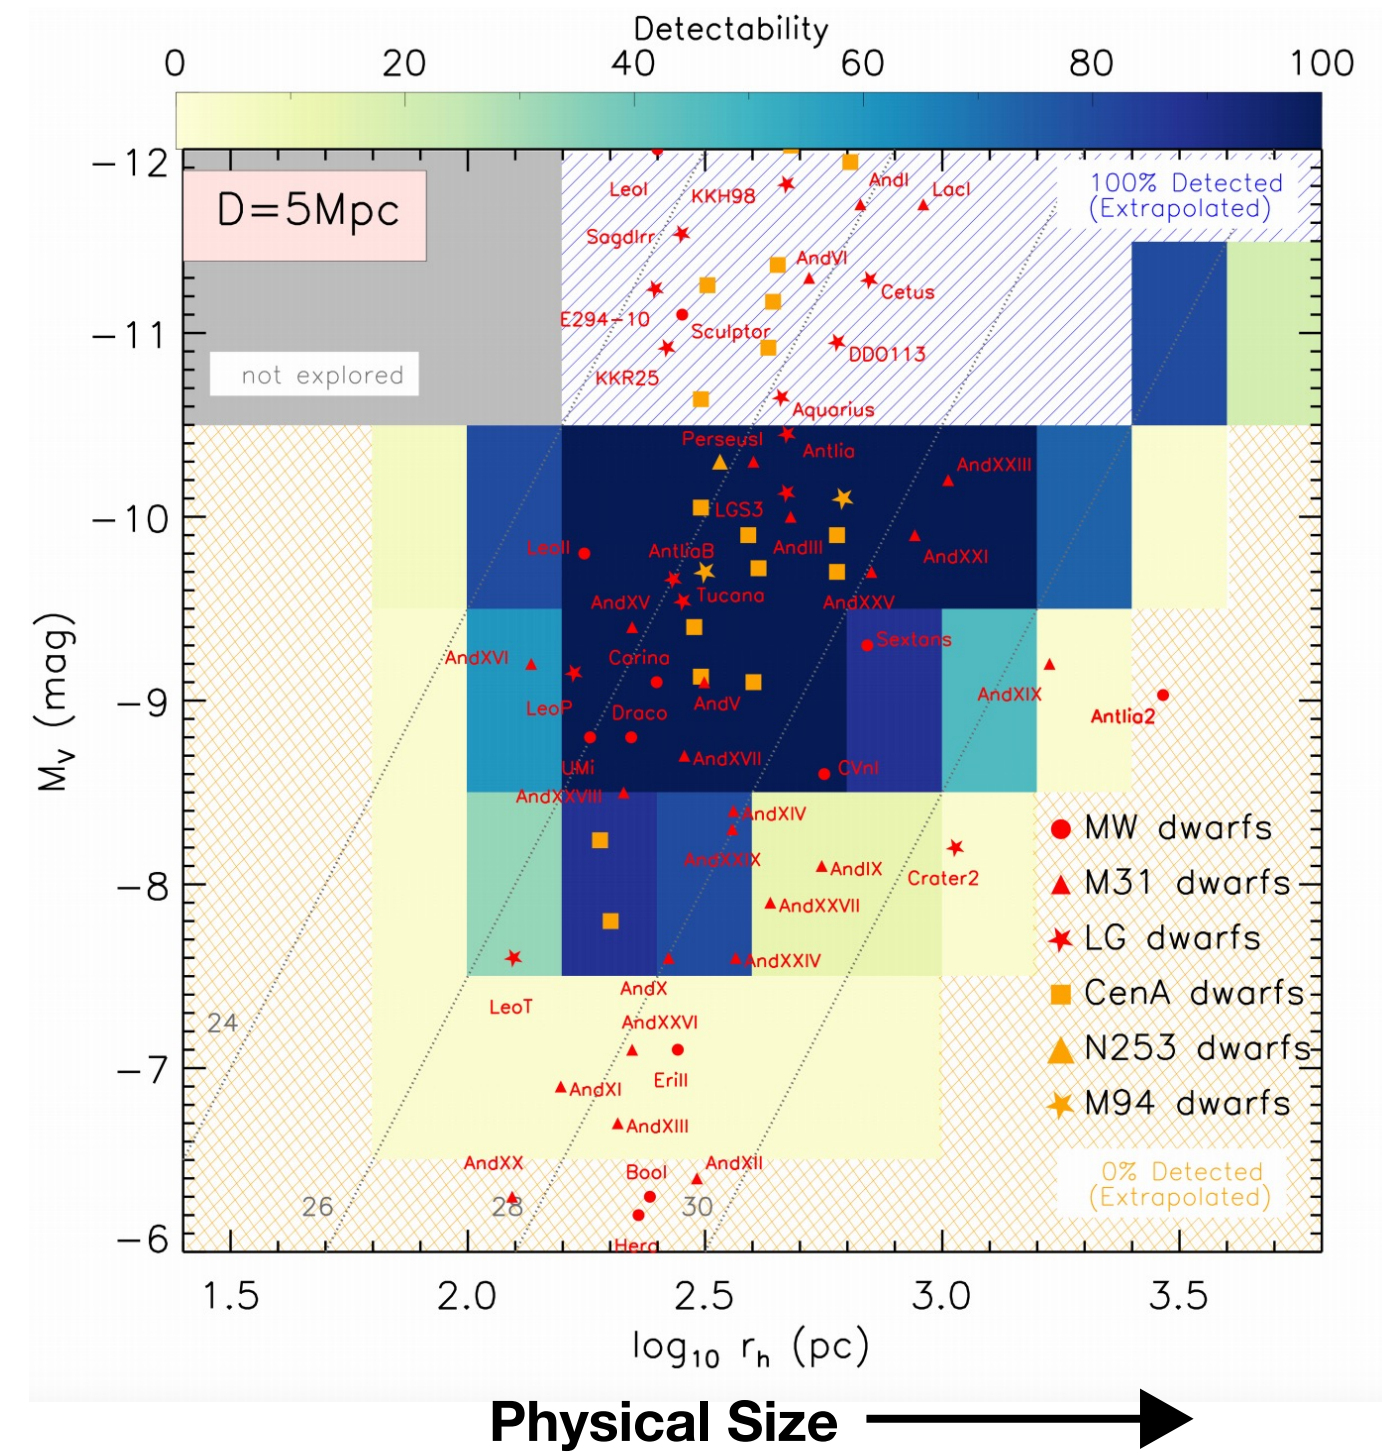 Detectability
0 20 40 60 80 100
−12
D=5Mpc
100% Detected
(Extrapolated)
LeoI
KKH98
AndI
LacI
SagdIrr
AndVI
Cetus
E294−10
Sculptor
−11
DDO113
KKR25
not explored
Aquarius
PerseusI
Antlia
AndXXIII
−10
LGS3
LeoII
AntliaB
AndIII
AndXXI
AndXV
Tucana
AndXXV
Sextans
AndXVI
Carina
AndXIX
−9
LeoP
Draco
AndV
Antlia2
UMi
AndXVII
CVnI
AndXXVIII
AndXIV
MW dwarfs
AndXXIX
AndIX
Crater2
−8
M31 dwarfs
AndXXVII
LG dwarfs
AndXXIV
AndX
CenA dwarfs
LeoT
AndXXVI
24
−7
N253 dwarfs
EriII
AndXI
M94 dwarfs
AndXIII
AndXX
AndXII
BooI
0% Detected
(Extrapolated)
26
28
30
−6
Herc
M_V (mag)
1.5 2.0 2.5 3.0 3.5
log₁₀ r_h (pc)
Physical Size